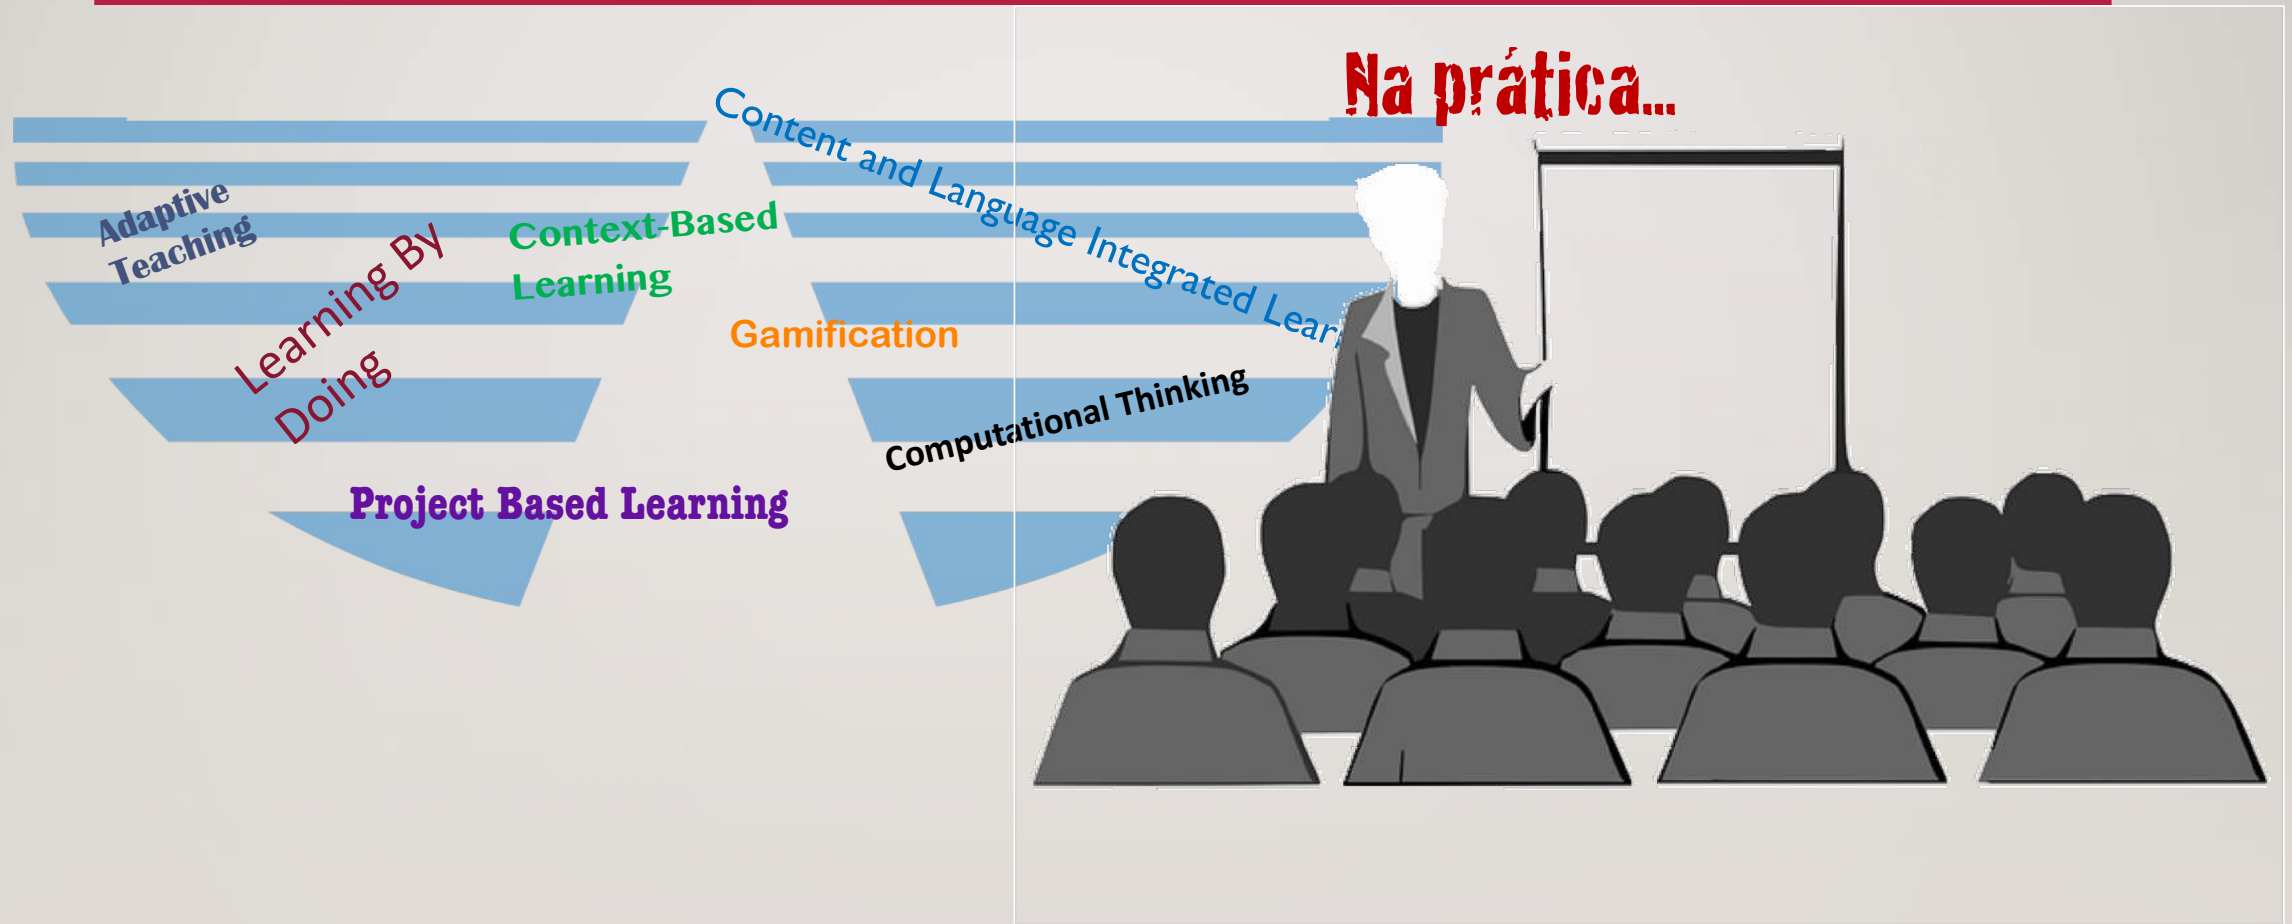 Na prática...
Content and Language Integrated
Adaptive
Teaching
Learning By
Doing
Context-Based
Learning
Gamification
Computational Thinking
Project Based Learning